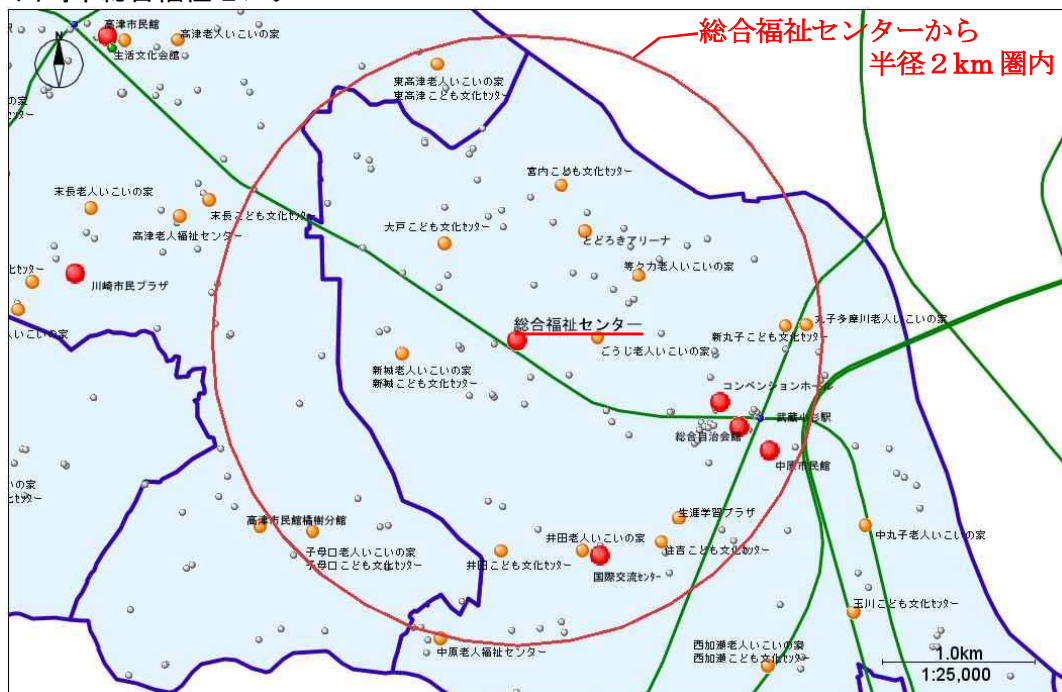 高津市民館
高津老人いこいの家
生活文化会館
総合福祉センターから
半径2km圏内
N
東高津老人いこいの家
東高津こども文化センター
宮内こども文化センター
末長老人いこいの家
末長こども文化センター
高津老人福祉センター
大戸こども文化センター
とどろきアリーナ
等々力老人いこいの家
川崎市民プラザ
総合福祉センター
丸子多摩川老人いこいの家
新丸子こども文化センター
ごうじ老人いこいの家
新城老人いこいの家
新城こども文化センター
コンベンションホール
武蔵小杉駅
総合自治会館
中原市民館
高津市民館橘樹分館
子母口老人いこいの家
子母口こども文化センター
生涯学習プラザ
井田老人いこいの家
住吉こども文化センター
井田こども文化センター
国際交流センター
中丸子老人いこいの家
玉川こども文化センター
中原老人福祉センター
西加瀬老人いこいの家
西加瀬こども文化センター
1.0km
1:25,000